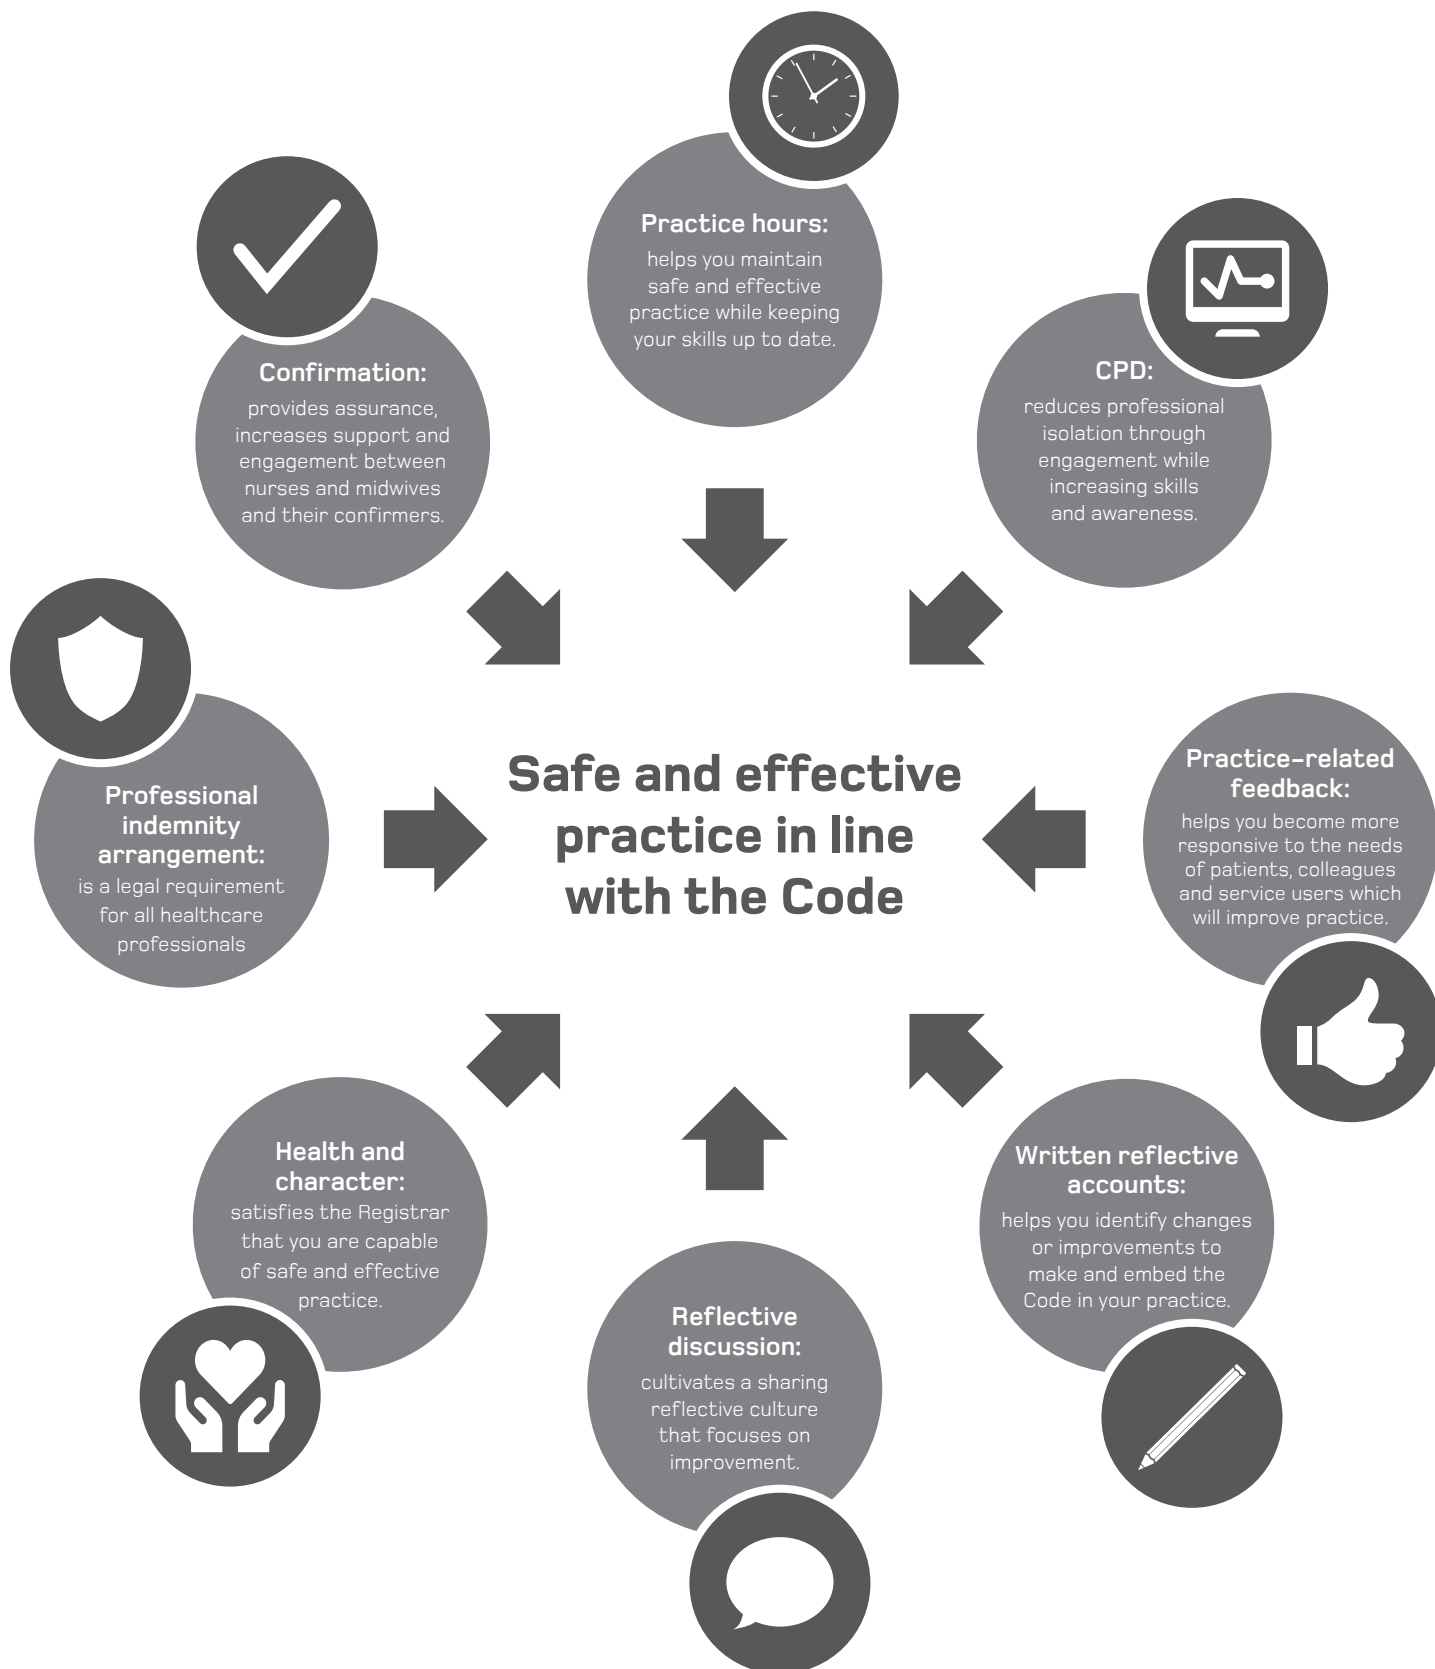 Practice hours:
helps you maintain
safe and effective
practice while keeping
your skills up to date.
CPD:
reduces professional
isolation through
engagement while
increasing skills
and awareness.
Practice-related
feedback:
helps you become more
responsive to the needs
of patients, colleagues
and service users which
will improve practice.
Written reflective
accounts:
helps you identify changes
or improvements to
make and embed the
Code in your practice.
Reflective
discussion:
cultivates a sharing
reflective culture
that focuses on
improvement.
Health and
character:
satisfies the Registrar
that you are capable
of safe and effective
practice.
Professional
indemnity
arrangement:
is a legal requirement
for all healthcare
professionals
Confirmation:
provides assurance,
increases support and
engagement between
nurses and midwives
and their confirmers.
Safe and effective
practice in line
with the Code